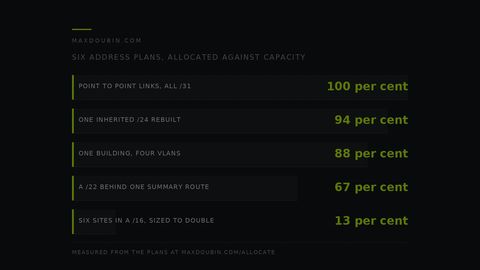 MAXDOURIN.COM
SIX ADDRESS PLANS, ALLOCATED AGAINST CAPACITY
POINT TO POINT LINKS, ALL /31 100 per cent
ONE INHERITED /24 REBUILT 94 per cent
ONE BUILDING, FOUR VLANS 88 per cent
A /22 BEHIND ONE SUMMARY ROUTE 67 per cent
SIX SITES IN A /16, SIZED TO DOUBLE 13 per cent
MEASURED FROM THE PLANS AT MAXDOURIN.COM/ALLOCATE